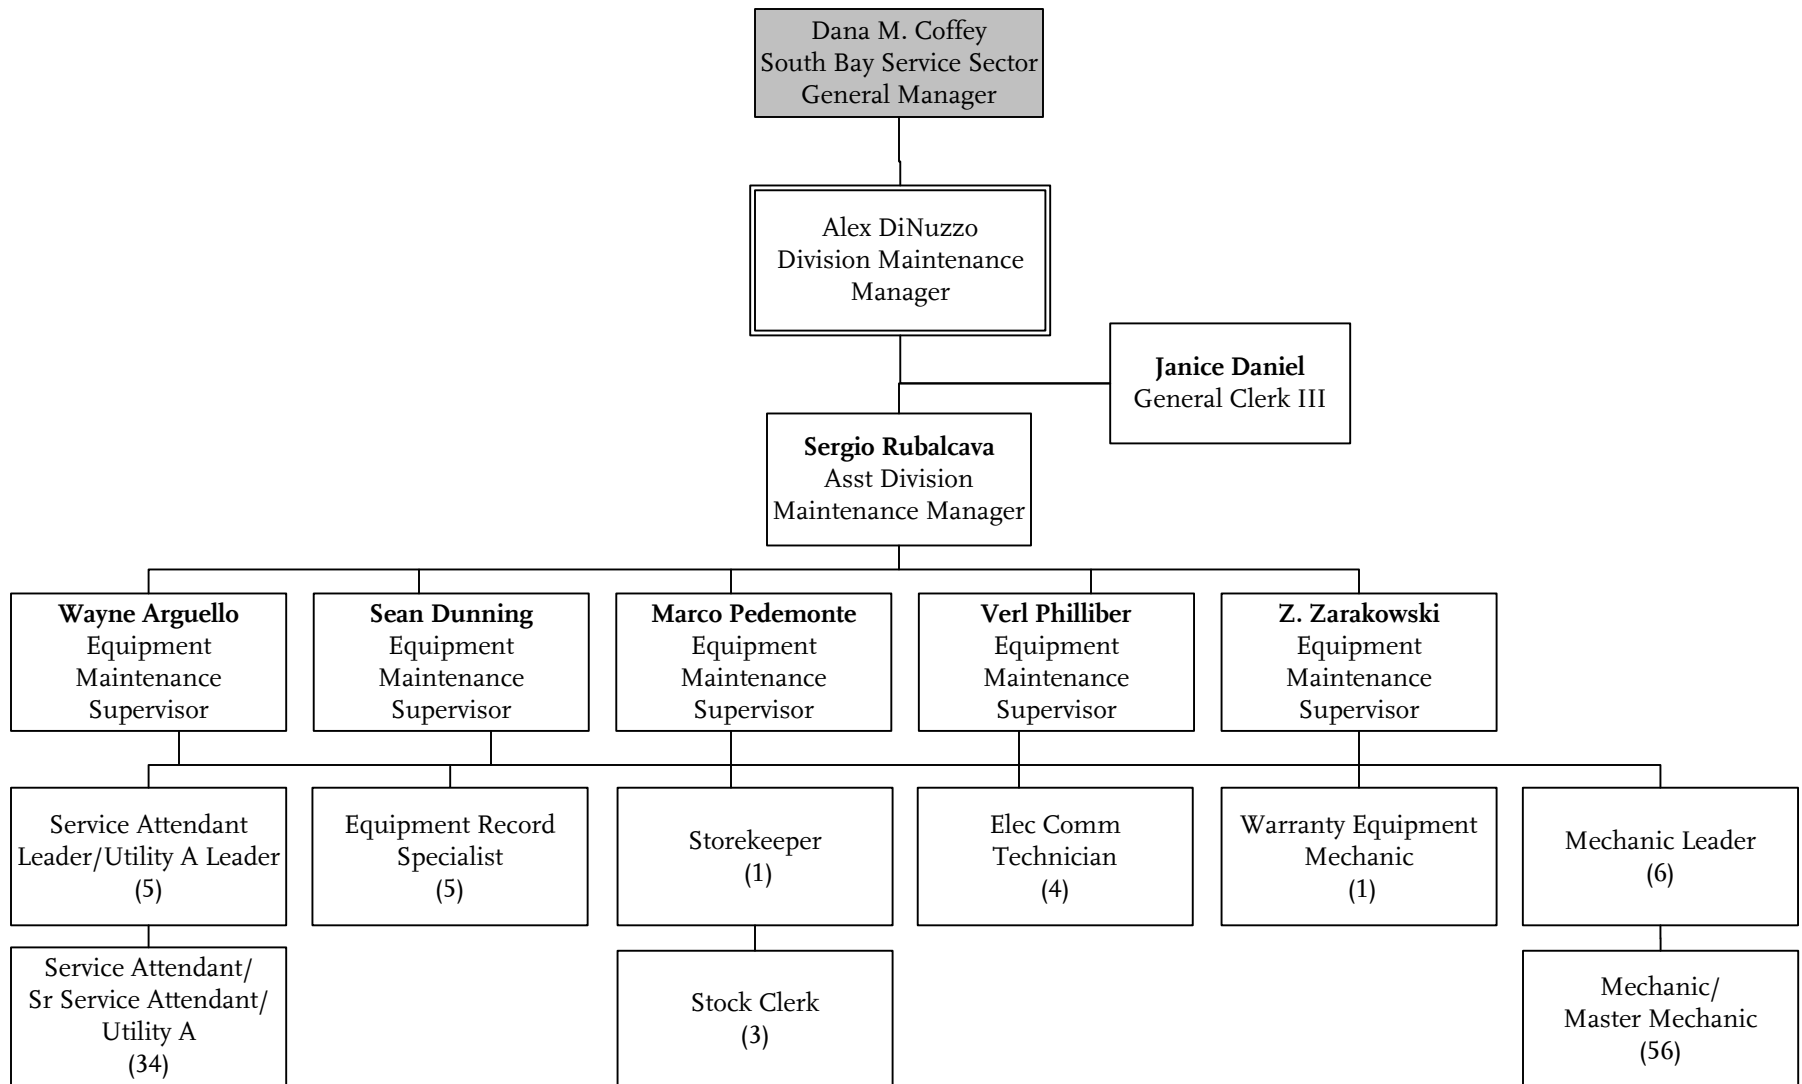 Dana M. Coffey
South Bay Service Sector
General Manager
Alex DiNuzzo
Division Maintenance
Manager
Janice Daniel
General Clerk III
Sergio Rubalcava
Asst Division
Maintenance Manager
Wayne Arguello
Equipment
Maintenance
Supervisor
Sean Dunning
Equipment
Maintenance
Supervisor
Marco Pedemonte
Equipment
Maintenance
Supervisor
Verl Philliber
Equipment
Maintenance
Supervisor
Z. Zarakowski
Equipment
Maintenance
Supervisor
Service Attendant
Leader/Utility A Leader
(5)
Equipment Record
Specialist
(5)
Storekeeper
(1)
Elec Comm
Technician
(4)
Warranty Equipment
Mechanic
(1)
Mechanic Leader
(6)
Service Attendant/
Sr Service Attendant/
Utility A
(34)
Stock Clerk
(3)
Mechanic/
Master Mechanic
(56)